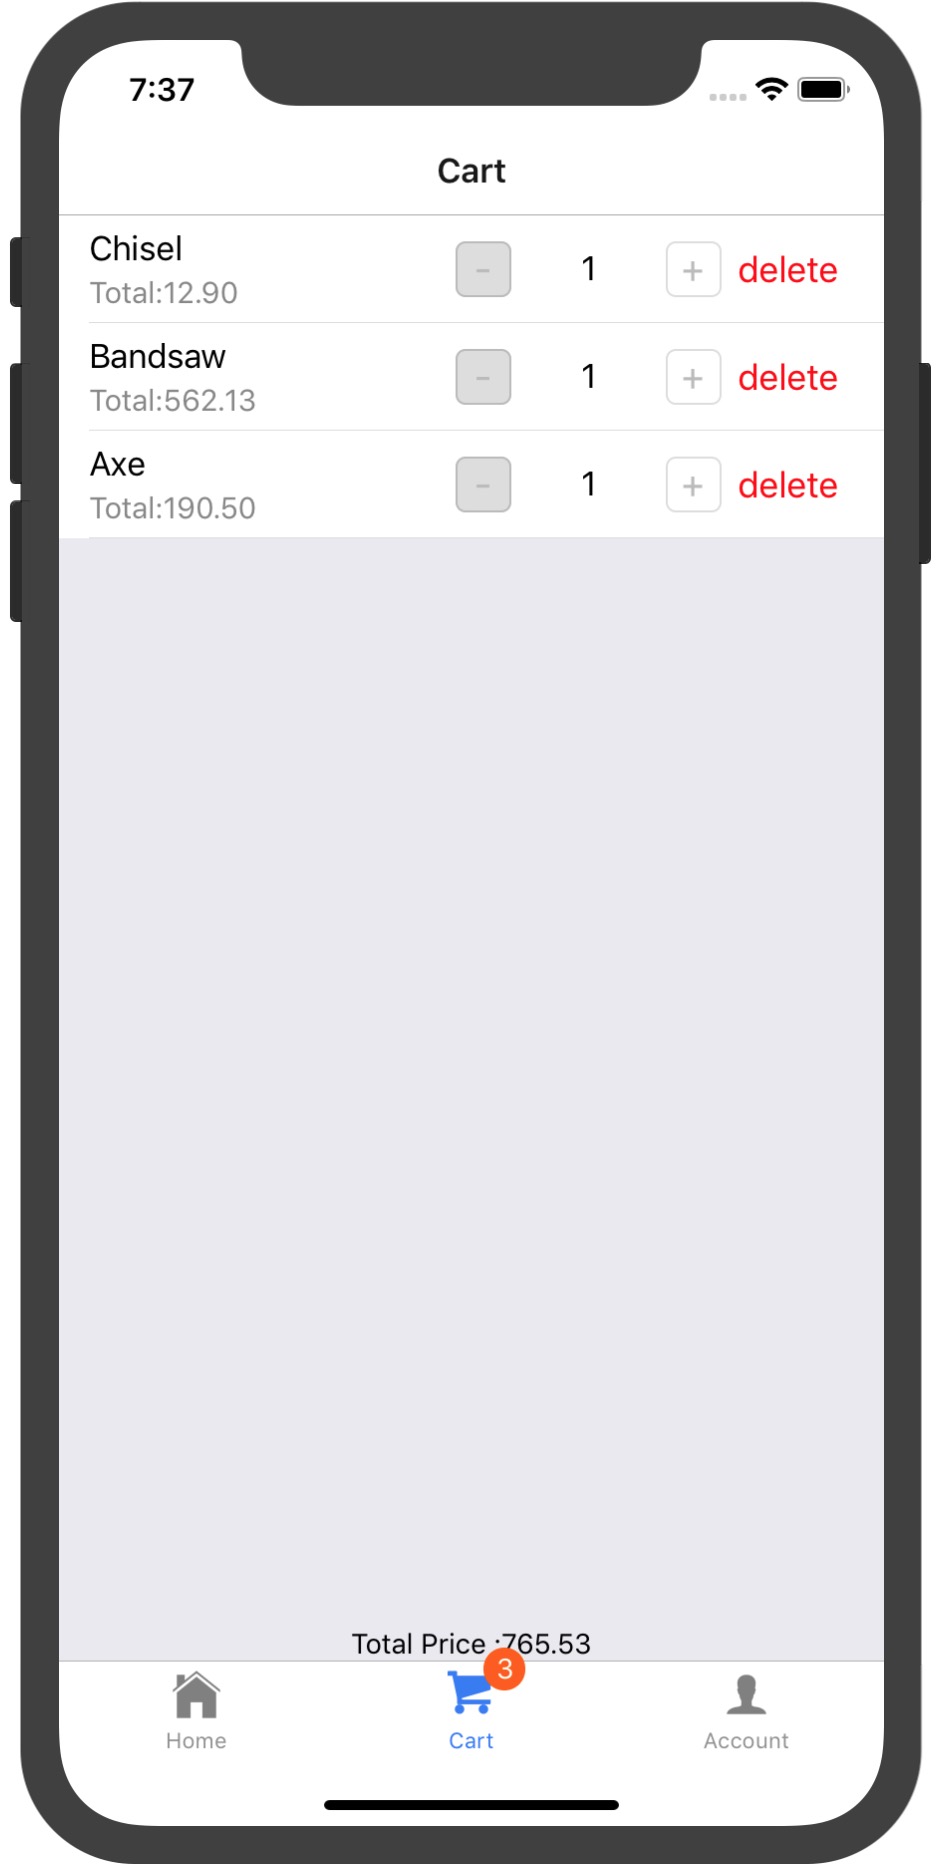 7:37
Cart
Chisel
Total:12.90
- 1 + delete
Bandsaw
Total:562.13
- 1 + delete
Axe
Total:190.50
- 1 + delete
Total Price :765.53
3
Home Cart Account